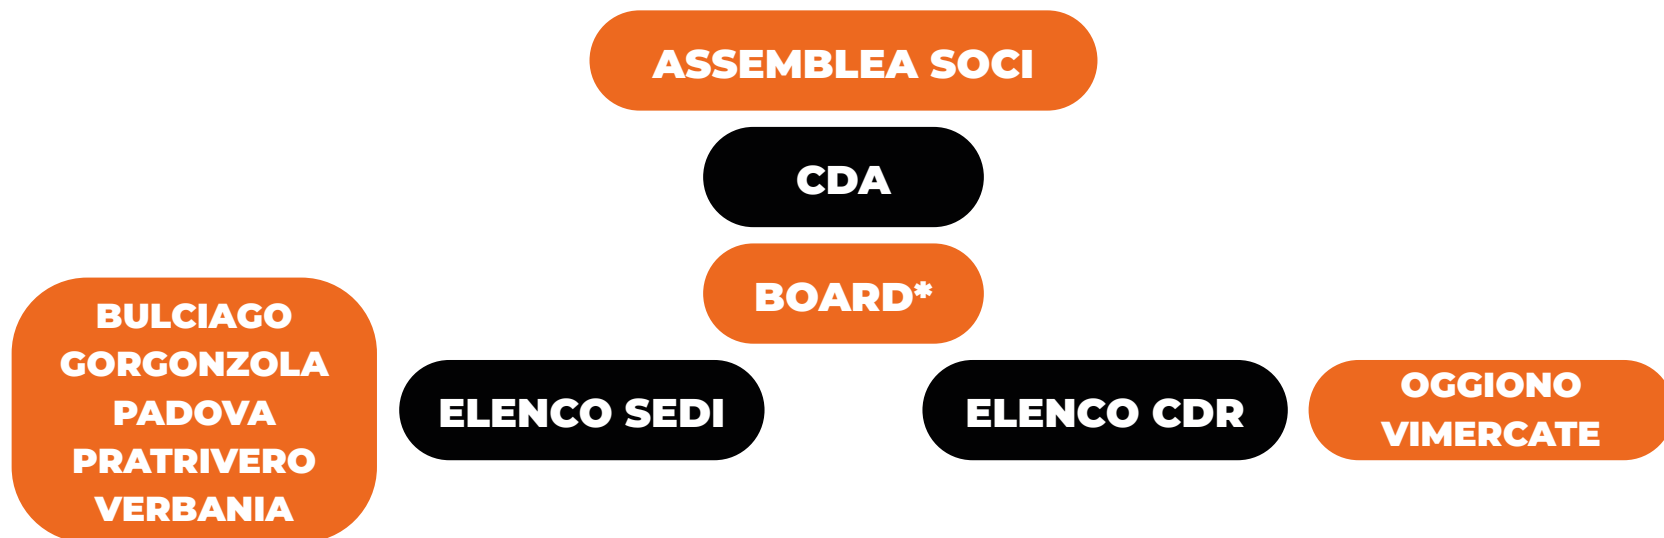 ASSEMBLEA SOCI
CDA
BOARD*
BULCIAGO
GORGONZOLA
PADOVA
PRATRIVERO
VERBANIA
ELENCO SEDI
ELENCO CDR
OGGIONO
VIMERCATE